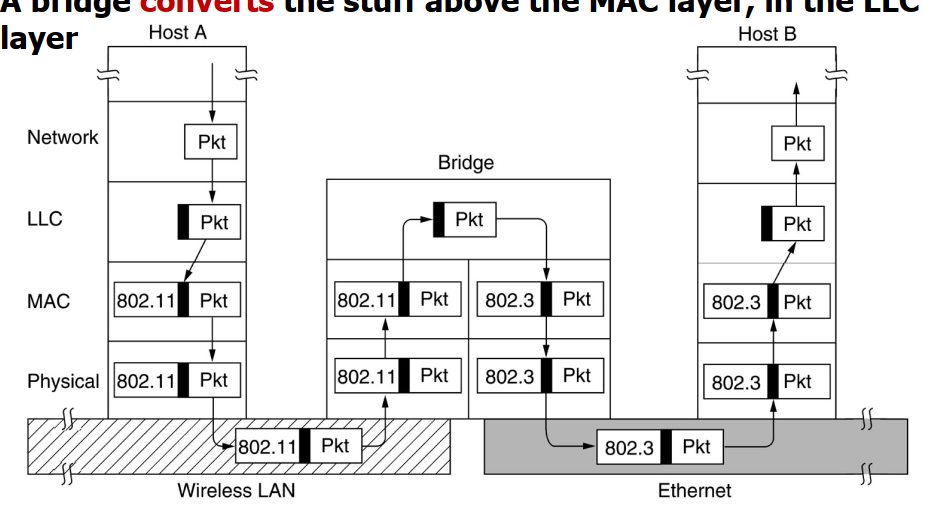 A bridge converts the stuff above the MAC layer, in the LLC
layer
Host A
Host B
Network
Pkt
Pkt
Bridge
LLC
Pkt
Pkt
Pkt
MAC
802.11 Pkt
802.11 Pkt
802.3 Pkt
802.3 Pkt
Physical
802.11 Pkt
802.11 Pkt
802.3 Pkt
802.3 Pkt
802.11 Pkt
802.3 Pkt
Wireless LAN
Ethernet